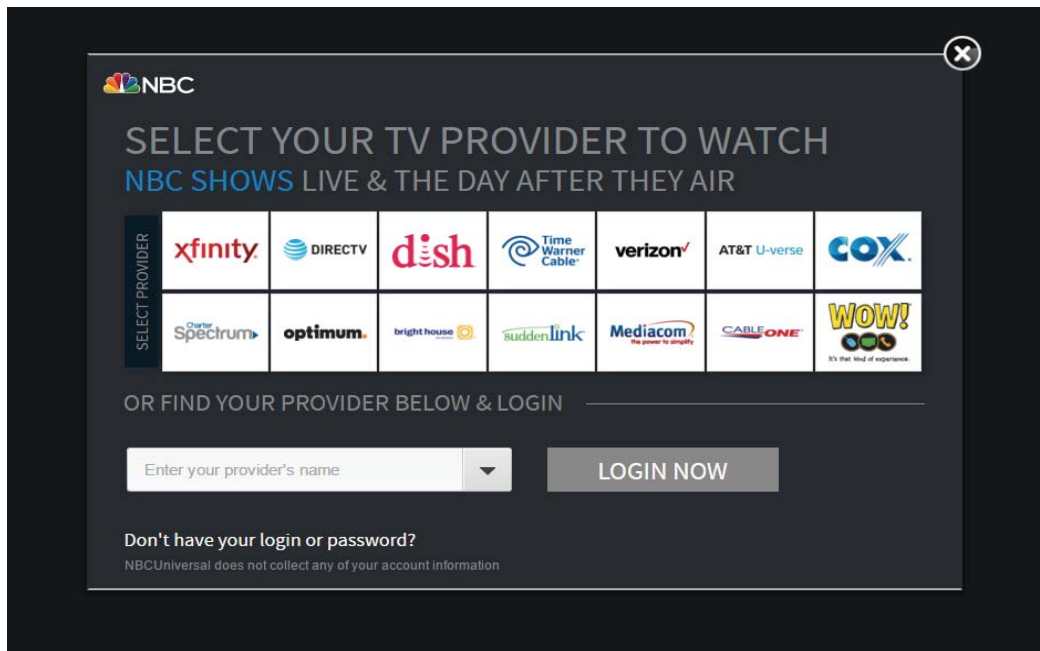 NBC
SELECT YOUR TV PROVIDER TO WATCH
NBC SHOWS LIVE & THE DAY AFTER THEY AIR
SELECT PROVIDER
xfinity.
DIRECTV
dish
Time
Warner
Cable
verizon
AT&T U-verse
COX.
Charter
Spectrum
optimum.
bright house
suddenlink
Mediacom
the power to simplify
CABLE ONE
WOW!
It's that kind of experience.
OR FIND YOUR PROVIDER BELOW & LOGIN
Enter your provider's name
LOGIN NOW
Don't have your login or password?
NBCUniversal does not collect any of your account information